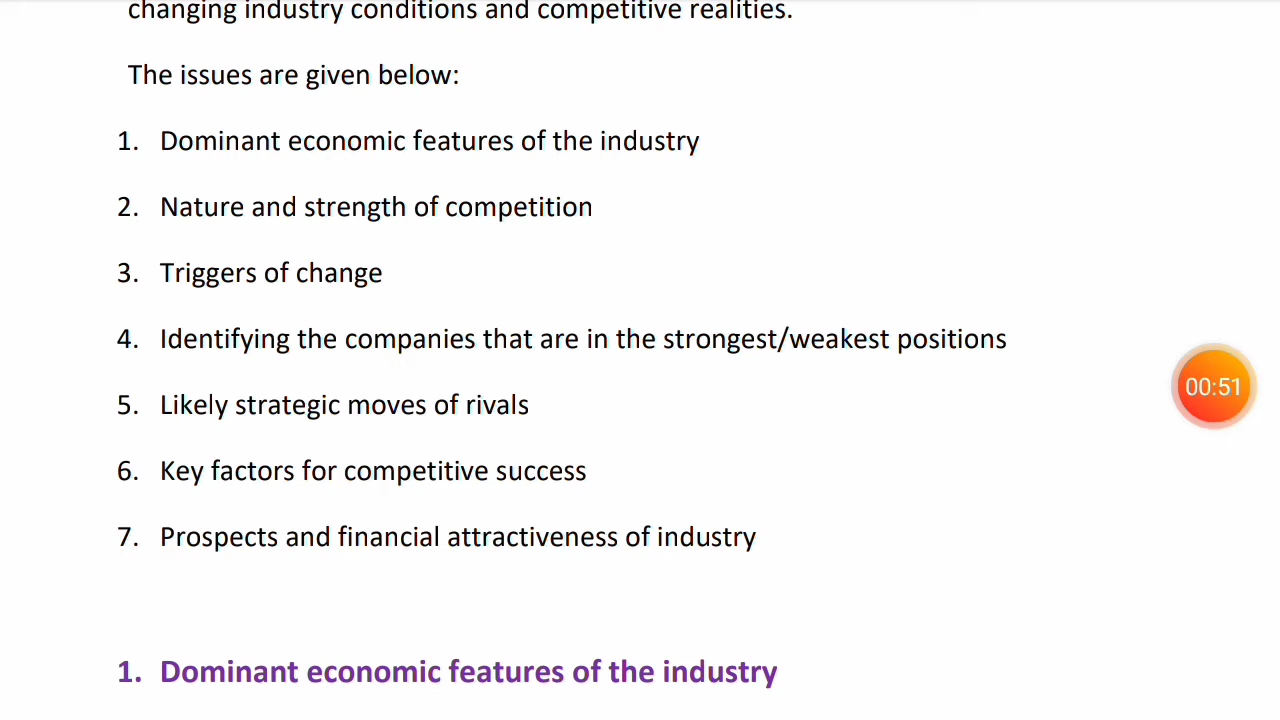 changing industry conditions and competitive realities.
The issues are given below:
1. Dominant economic features of the industry
2. Nature and strength of competition
3. Triggers of change
4. Identifying the companies that are in the strongest/weakest positions
5. Likely strategic moves of rivals
6. Key factors for competitive success
7. Prospects and financial attractiveness of industry
00:51
1. Dominant economic features of the industry